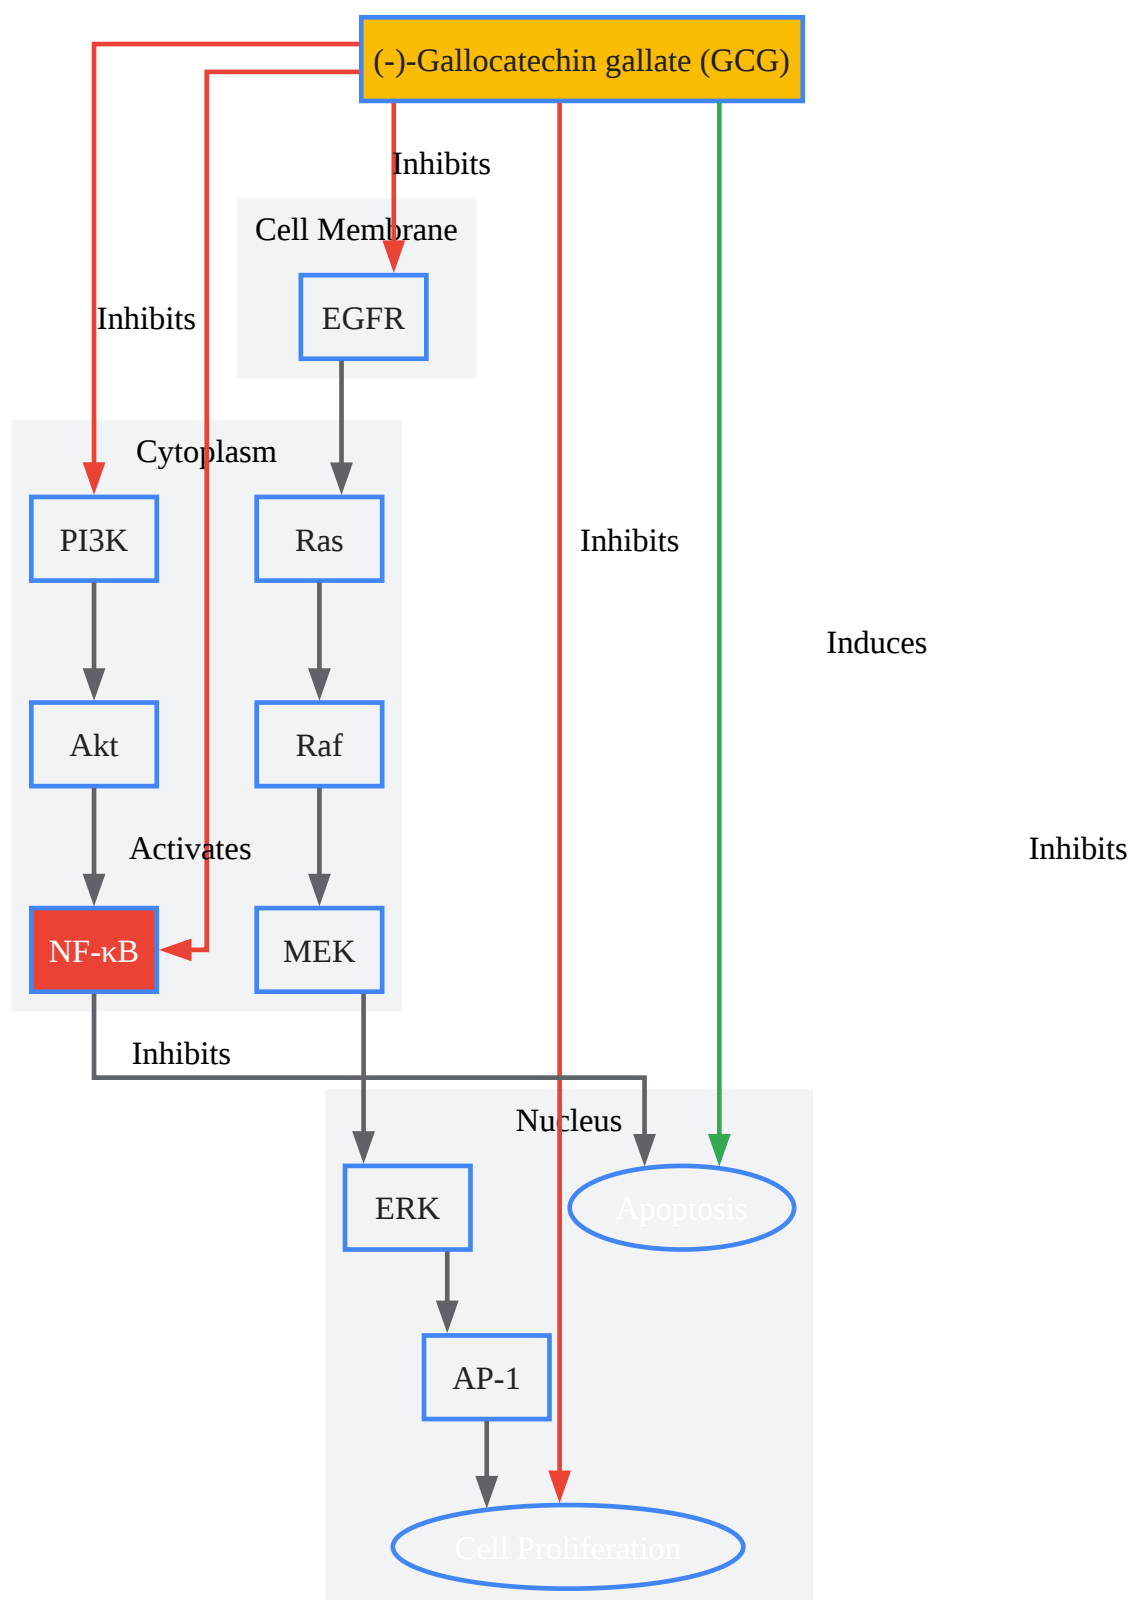 (-)-Gallocatechin gallate (GCG)
Inhibits
Cell Membrane
Inhibits
EGFR
Cytoplasm
PI3K
Ras
Inhibits
Induces
Akt
Raf
Activates
Inhibits
NF-κB
MEK
Inhibits
Nucleus
ERK
Apoptosis
AP-1
Cell Proliferation